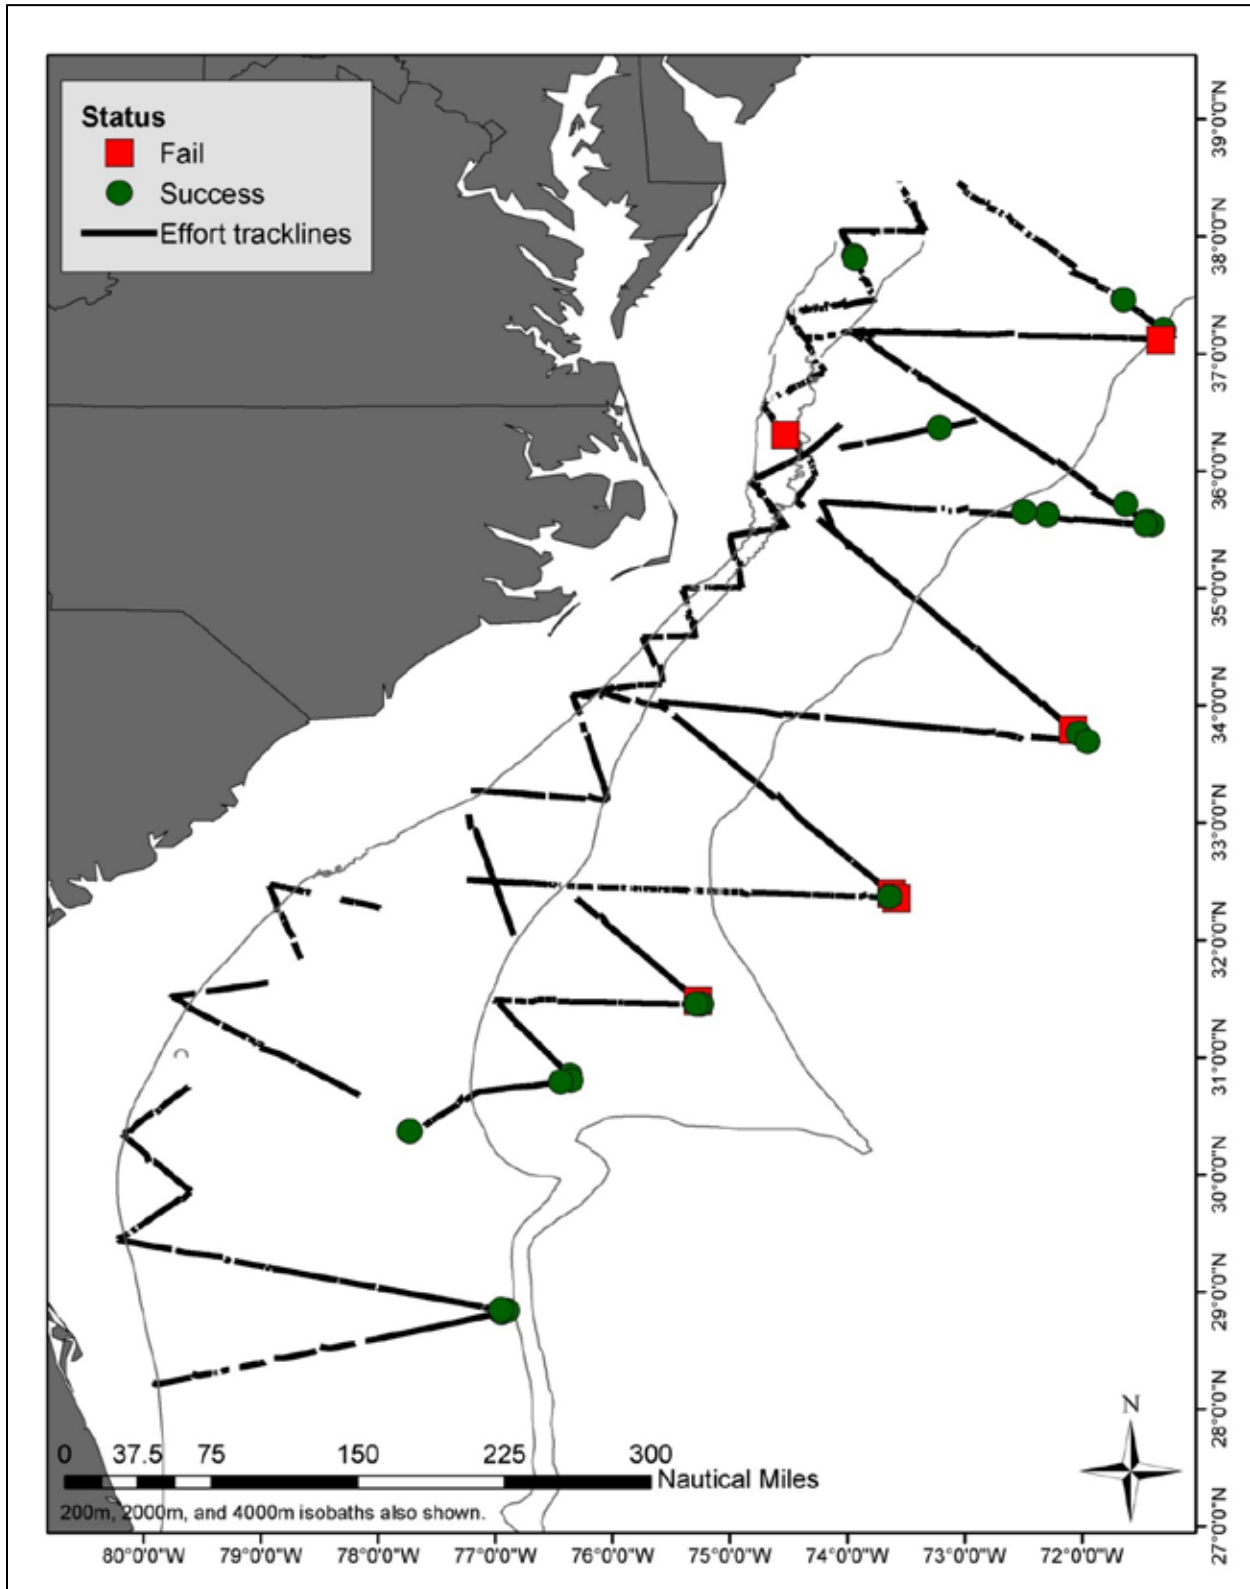 Status
Fail
Success
Effort tracklines
39°0'0"N
38°0'0"N
37°0'0"N
36°0'0"N
35°0'0"N
34°0'0"N
33°0'0"N
32°0'0"N
31°0'0"N
30°0'0"N
29°0'0"N
28°0'0"N
27°0'0"N
N
0 37.5 75 150 225 300
Nautical Miles
200m, 2000m, and 4000m isobaths also shown.
80°0'0"W 79°0'0"W 78°0'0"W 77°0'0"W 76°0'0"W 75°0'0"W 74°0'0"W 73°0'0"W 72°0'0"W